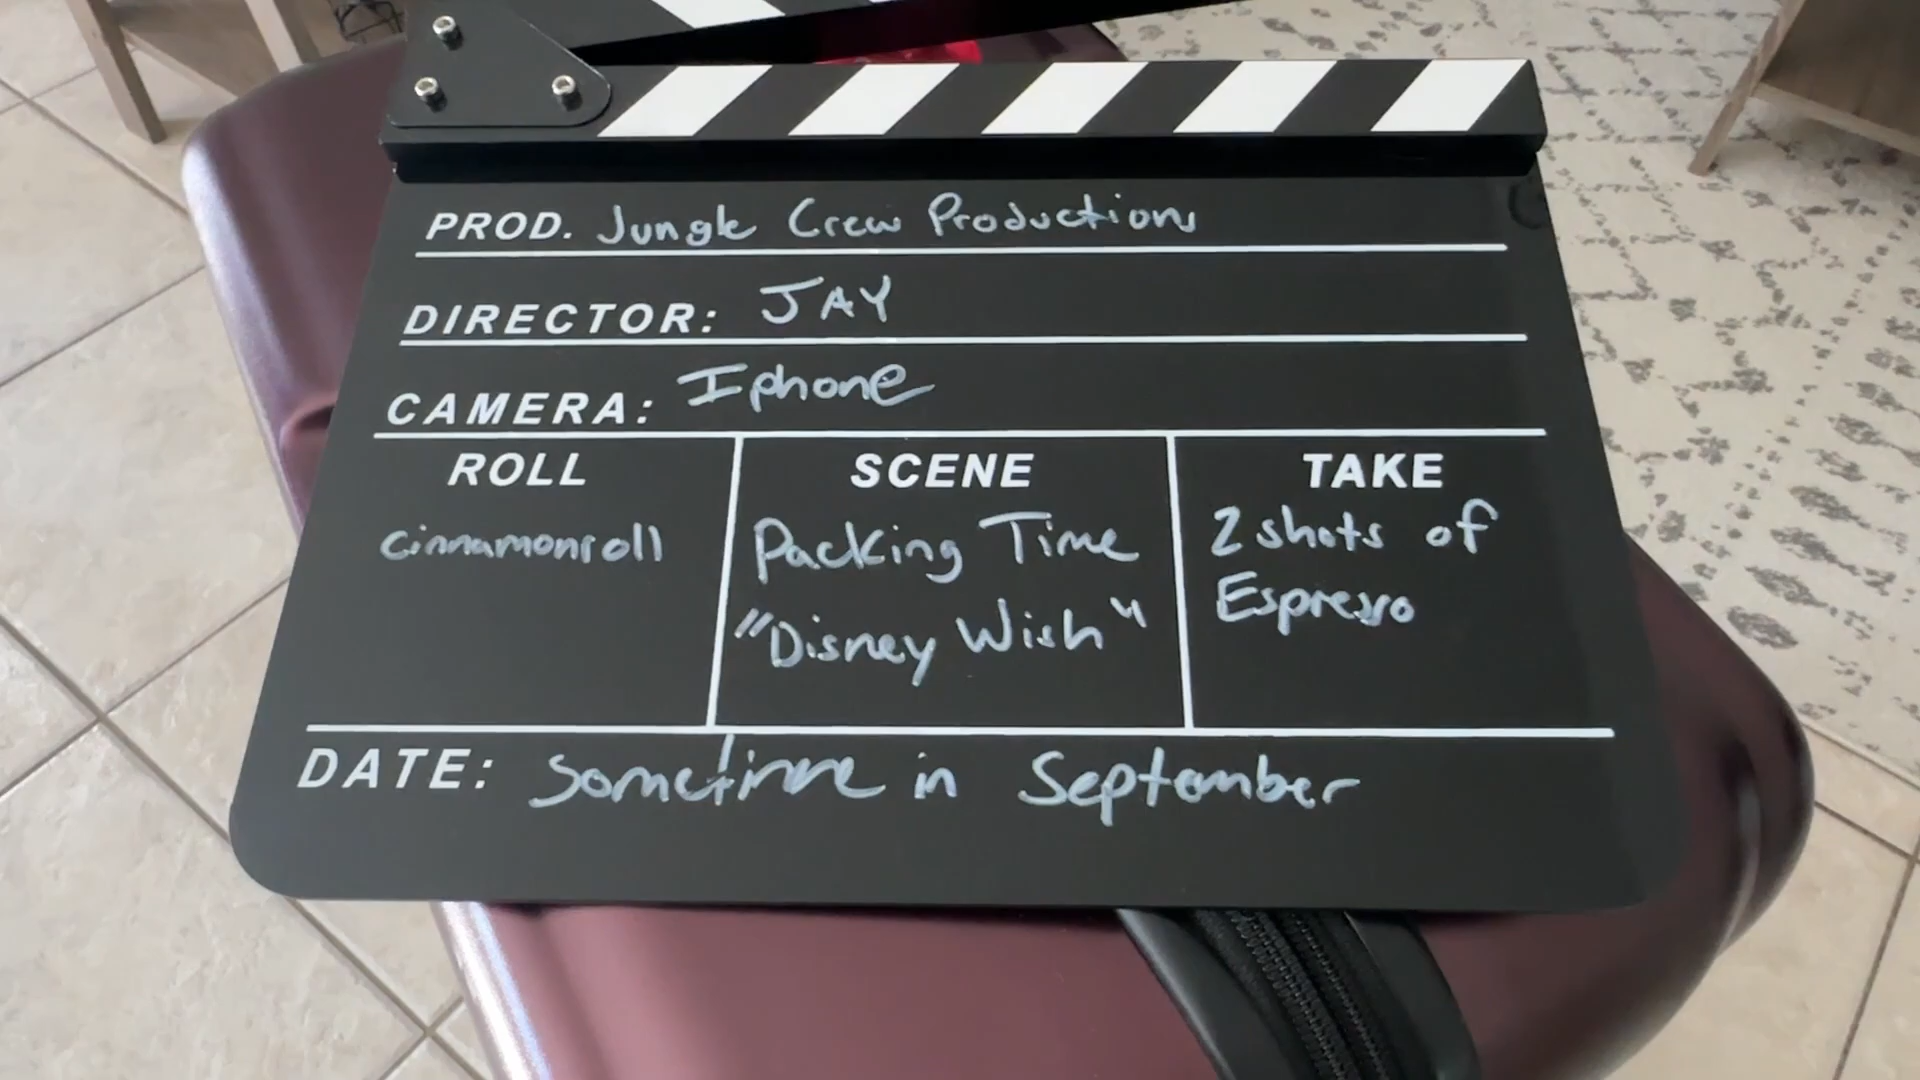 PROD. Jungle Crew Productions
DIRECTOR: JAY
CAMERA: Iphone
ROLL
cinnamonroll
SCENE
Packing Time
"Disney Wish"
TAKE
2 shots of
Espresso
DATE: Sometime in September